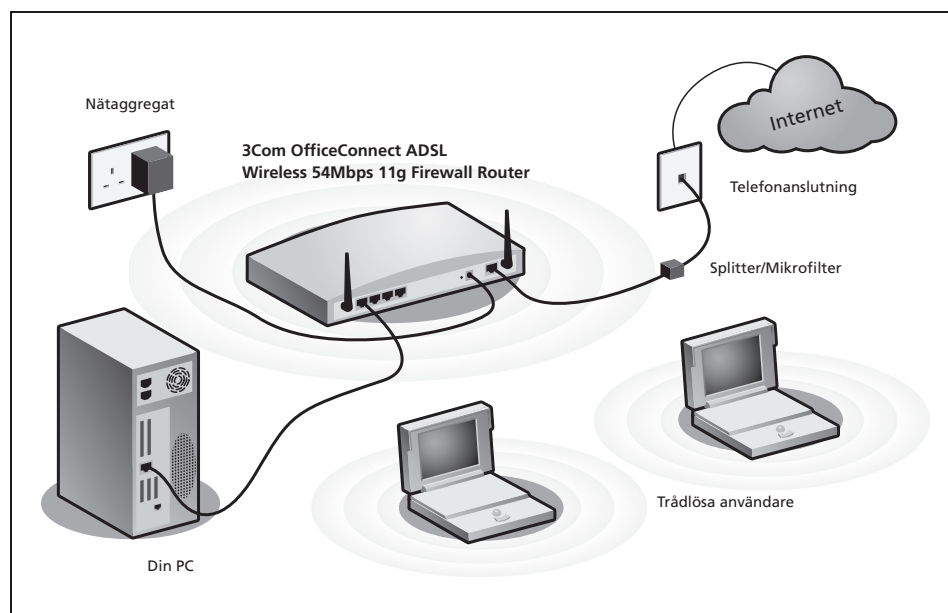 Nätaggregat
3Com OfficeConnect ADSL
Wireless 54Mbps 11g Firewall Router
Internet
Telefonanslutning
Splitter/Mikrofilter
Trådlösa användare
Din PC